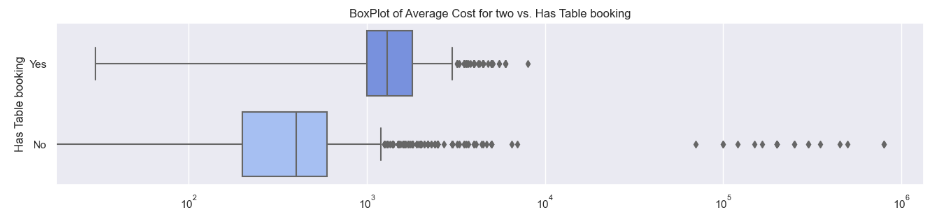 BoxPlot of Average Cost for two vs. Has Table booking
Has Table booking
Yes
No
10² 10³ 10⁴ 10⁵ 10⁶